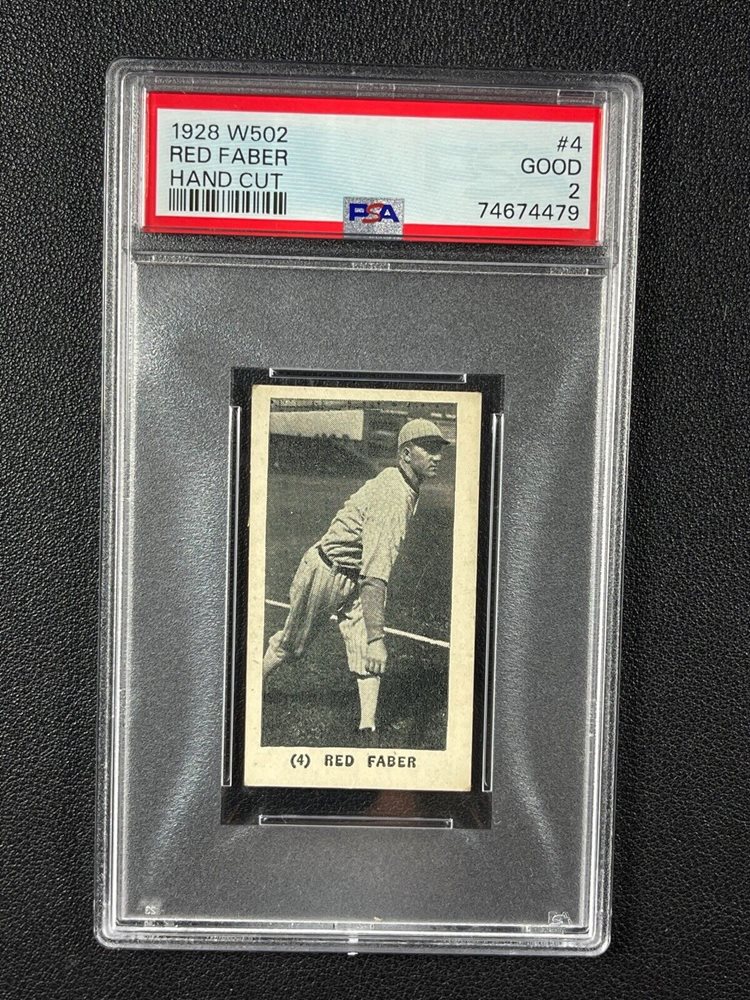 1928 W502
RED FABER
HAND CUT
#4
GOOD
2
74674479
PSA
(4) RED FABER